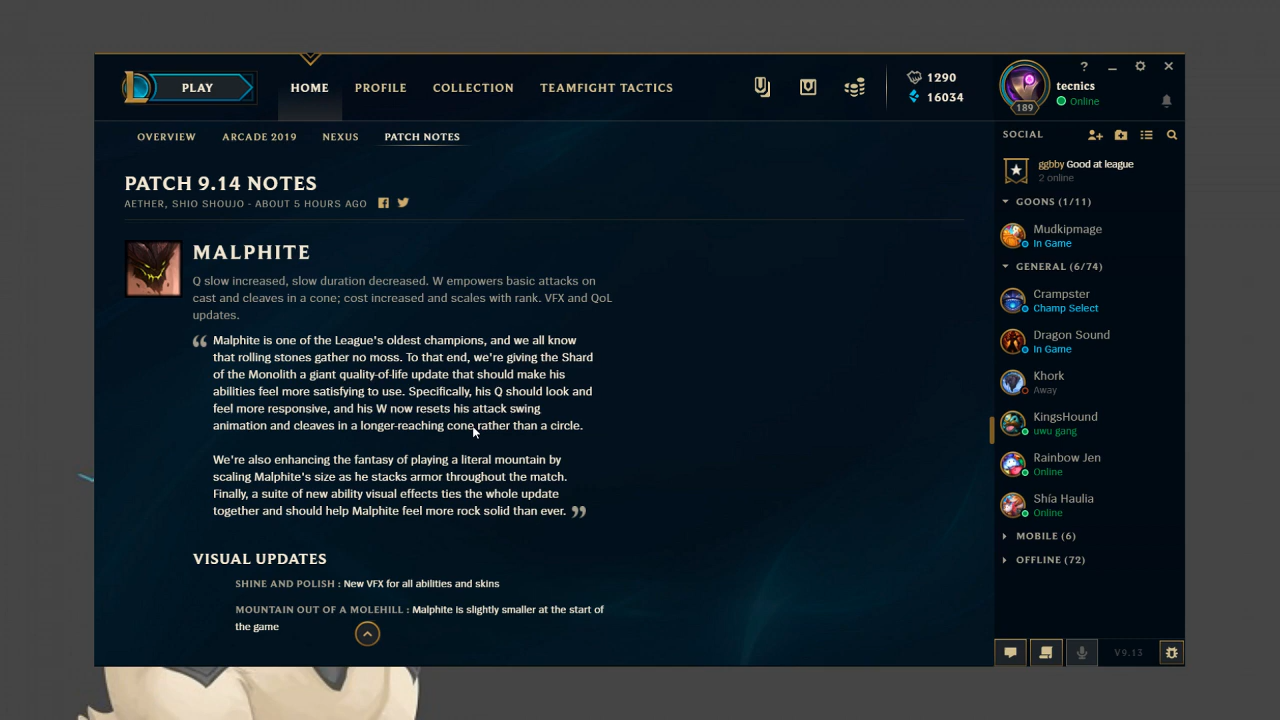 PLAY
HOME
PROFILE
COLLECTION
TEAMFIGHT TACTICS
1290
16034
189
?
tecnics
Online
OVERVIEW
ARCADE 2019
NEXUS
PATCH NOTES
PATCH 9.14 NOTES
AETHER, SHIO SHOUJO - ABOUT 5 HOURS AGO
MALPHITE
Q slow increased, slow duration decreased. W empowers basic attacks on
cast and cleaves in a cone; cost increased and scales with rank. VFX and QoL
updates.
“ Malphite is one of the League's oldest champions, and we all know
that rolling stones gather no moss. To that end, we're giving the Shard
of the Monolith a giant quality-of-life update that should make his
abilities feel more satisfying to use. Specifically, his Q should look and
feel more responsive, and his W now resets his attack swing
animation and cleaves in a longer-reaching cone rather than a circle.
We're also enhancing the fantasy of playing a literal mountain by
scaling Malphite's size as he stacks armor throughout the match.
Finally, a suite of new ability visual effects ties the whole update
together and should help Malphite feel more rock solid than ever. ”
VISUAL UPDATES
SHINE AND POLISH : New VFX for all abilities and skins
MOUNTAIN OUT OF A MOLEHILL : Malphite is slightly smaller at the start of
the game
SOCIAL
ggbby Good at league
2 online
GOONS (1/11)
Mudkipmage
In Game
GENERAL (6/74)
Crampster
Champ Select
Dragon Sound
In Game
Khork
Away
KingsHound
uwu gang
Rainbow Jen
Online
Shía Haulia
Online
MOBILE (6)
OFFLINE (72)
V9.13